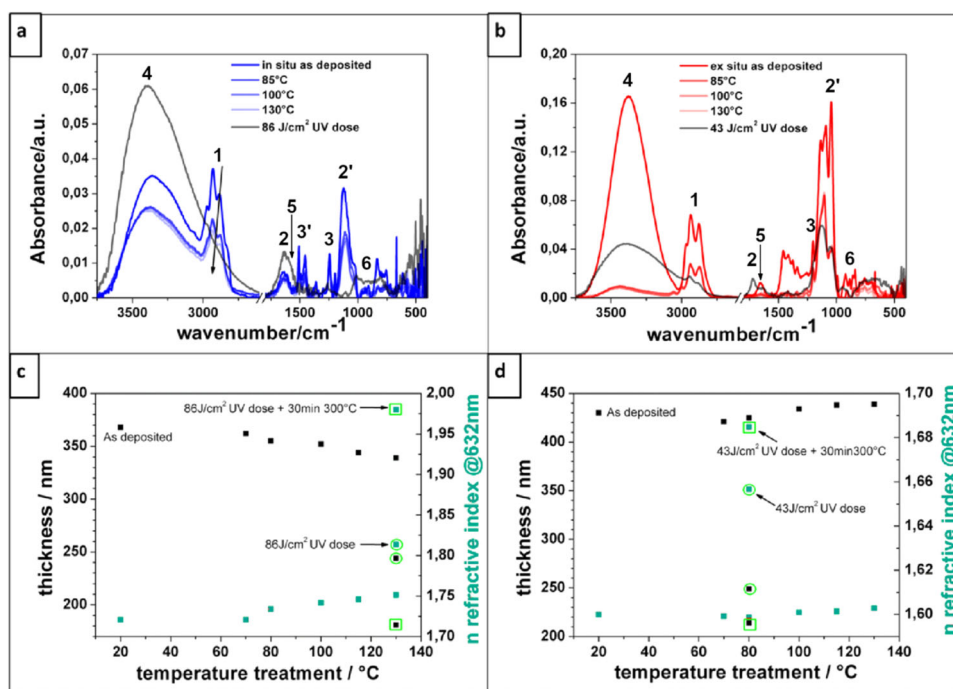 a
0,07
0,06
0,05
0,04
0,03
0,02
0,01
0,00
Absorbance/a.u.
in situ as deposited
85°C
100°C
130°C
86 J/cm² UV dose
4
1
2
5
3'
3
2'
6
3500 3000 1500 1000 500
wavenumber/cm⁻¹
b
0,20
0,16
0,12
0,08
0,04
0,00
Absorbance/a.u.
ex situ as deposited
85°C
100°C
130°C
43 J/cm² UV dose
4
1
2
5
3
2'
6
3500 3000 1500 1000 500
wavenumber/cm⁻¹
c
400
350
300
250
200
thickness / nm
As deposited
86J/cm² UV dose + 30min 300°C
86J/cm² UV dose
2,00
1,95
1,90
1,85
1,80
1,75
1,70
n refractive index @632nm
20 40 60 80 100 120 140
temperature treatment / °C
d
450
400
350
300
250
200
thickness / nm
As deposited
43J/cm² UV dose + 30min300°C
43J/cm² UV dose
1,70
1,68
1,66
1,64
1,62
1,60
n refractive index @632nm
20 40 60 80 100 120 140
temperature treatment / °C